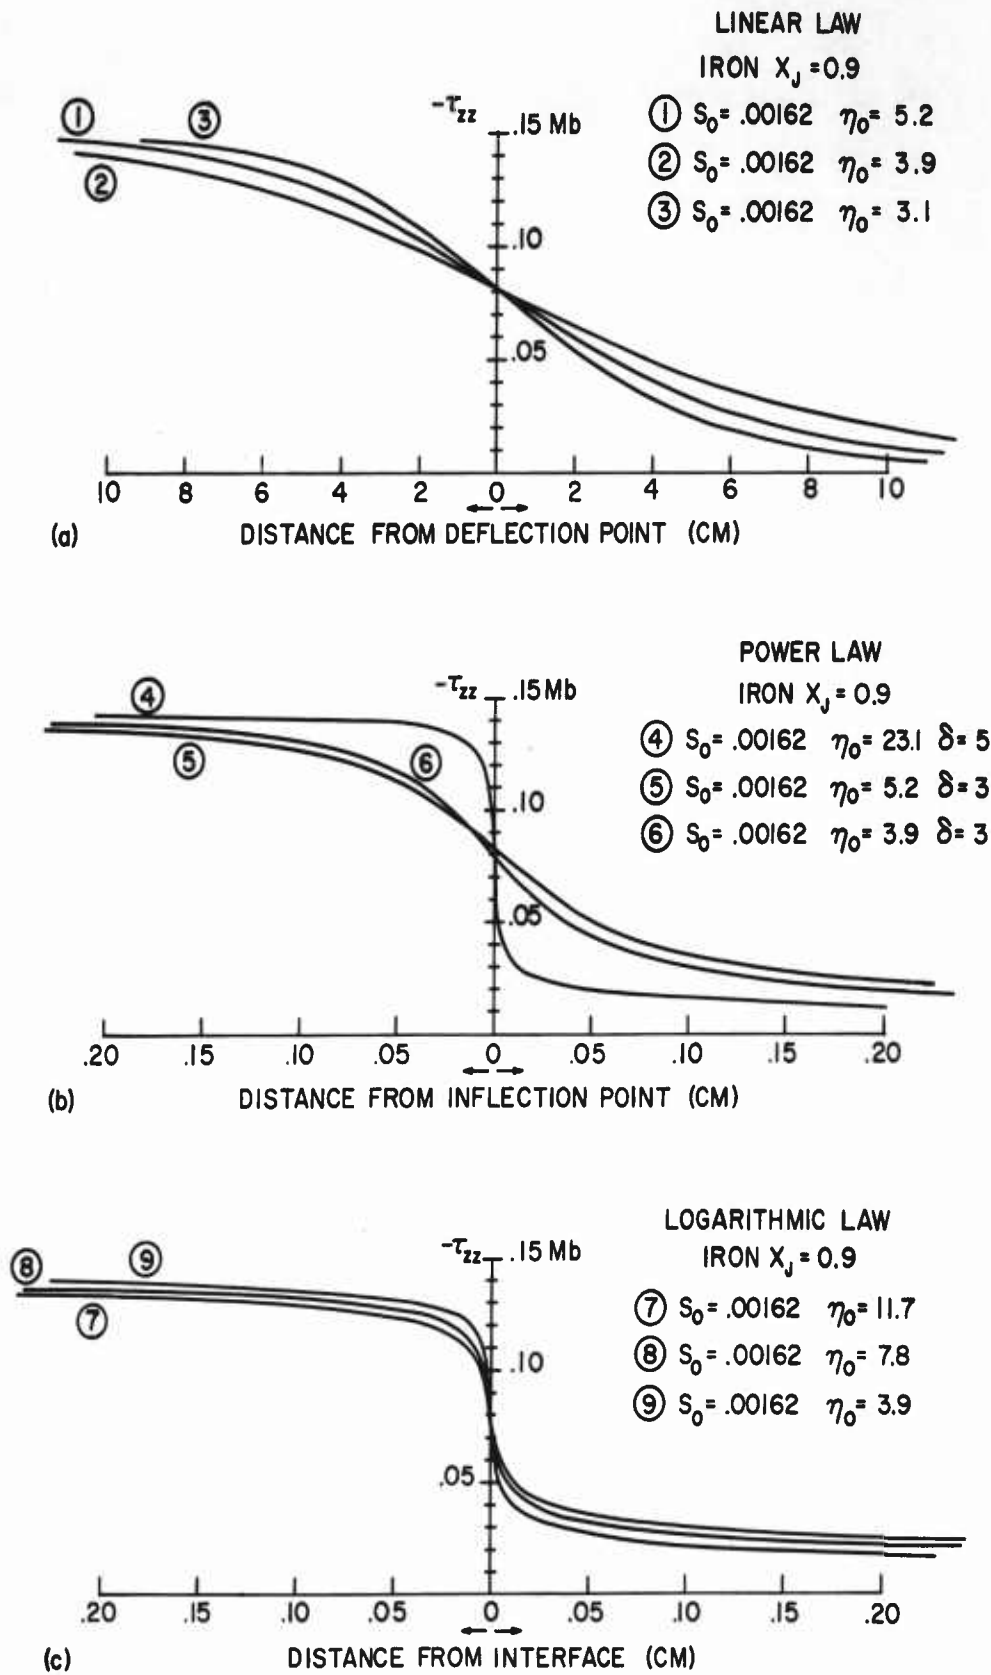 LINEAR LAW
IRON X_J = 0.9
① S₀= .00162 η₀= 5.2
② S₀= .00162 η₀= 3.9
③ S₀= .00162 η₀= 3.1
-τ_zz .15 Mb
① ③
②
.10
.05
10 8 6 4 2 0 2 4 6 8 10
(a) DISTANCE FROM DEFLECTION POINT (CM)
POWER LAW
IRON X_J = 0.9
④ S₀= .00162 η₀= 23.1 δ= 5
⑤ S₀= .00162 η₀= 5.2 δ= 3
⑥ S₀= .00162 η₀= 3.9 δ= 3
-τ_zz .15 Mb
④
⑤ ⑥
.10
.05
.20 .15 .10 .05 0 .05 .10 .15 .20
(b) DISTANCE FROM INFLECTION POINT (CM)
LOGARITHMIC LAW
IRON X_J = 0.9
⑦ S₀= .00162 η₀= 11.7
⑧ S₀= .00162 η₀= 7.8
⑨ S₀= .00162 η₀= 3.9
-τ_zz .15 Mb
⑧ ⑨
⑦
.10
.05
.20 .15 .10 .05 0 .05 .10 .15 .20
(c) DISTANCE FROM INTERFACE (CM)